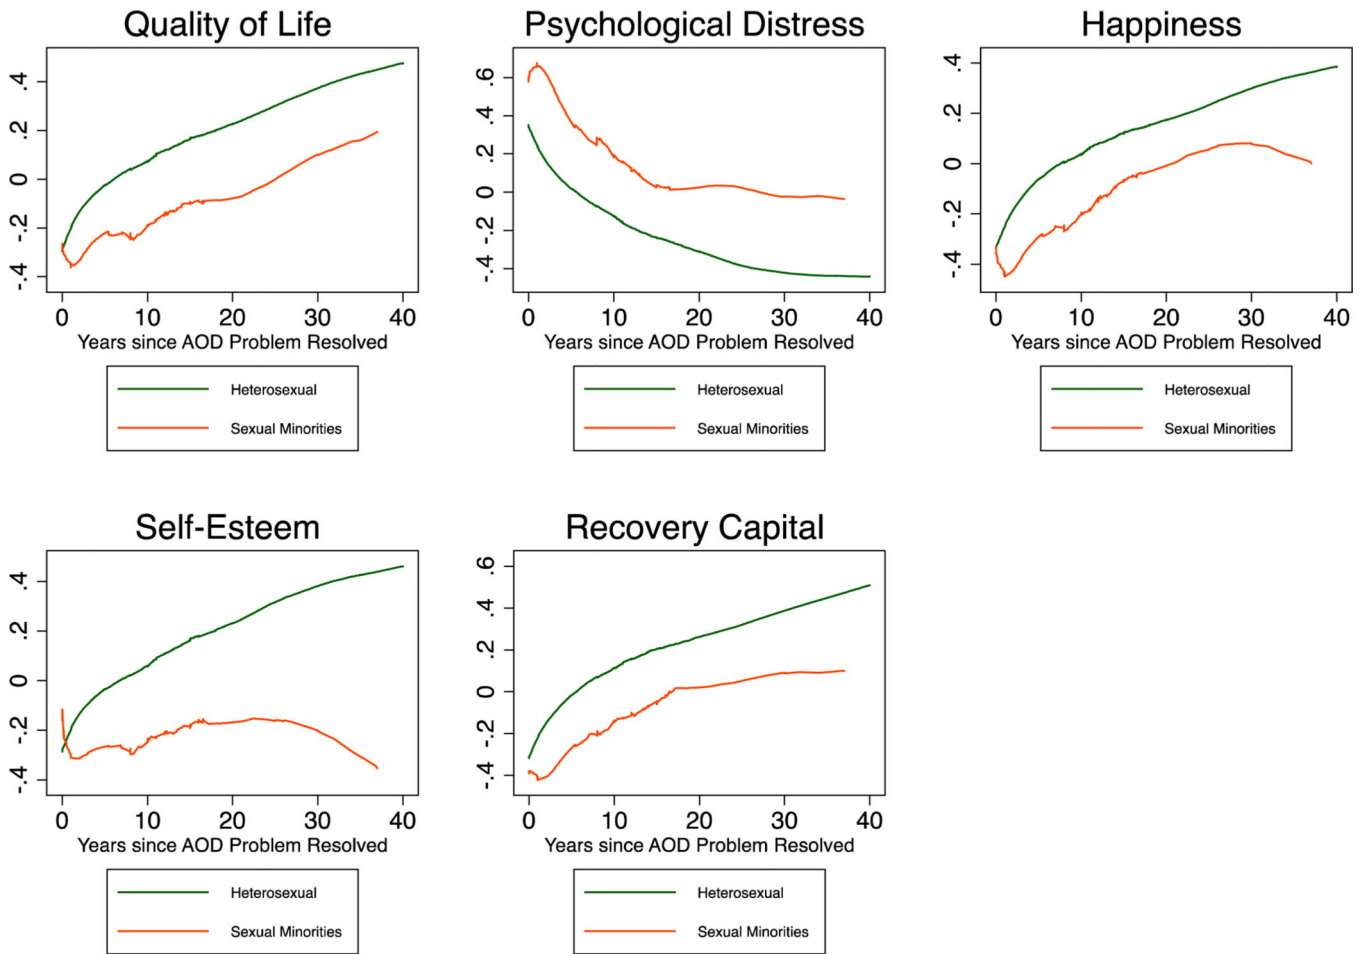 Quality of Life
.4
.2
0
-.2
-.4
0 10 20 30 40
Years since AOD Problem Resolved
Heterosexual
Sexual Minorities
Psychological Distress
.6
.4
.2
0
-.2
-.4
0 10 20 30 40
Years since AOD Problem Resolved
Heterosexual
Sexual Minorities
Happiness
.4
.2
0
-.2
-.4
0 10 20 30 40
Years since AOD Problem Resolved
Heterosexual
Sexual Minorities
Self-Esteem
.4
.2
0
-.2
-.4
0 10 20 30 40
Years since AOD Problem Resolved
Heterosexual
Sexual Minorities
Recovery Capital
.6
.4
.2
0
-.2
-.4
0 10 20 30 40
Years since AOD Problem Resolved
Heterosexual
Sexual Minorities